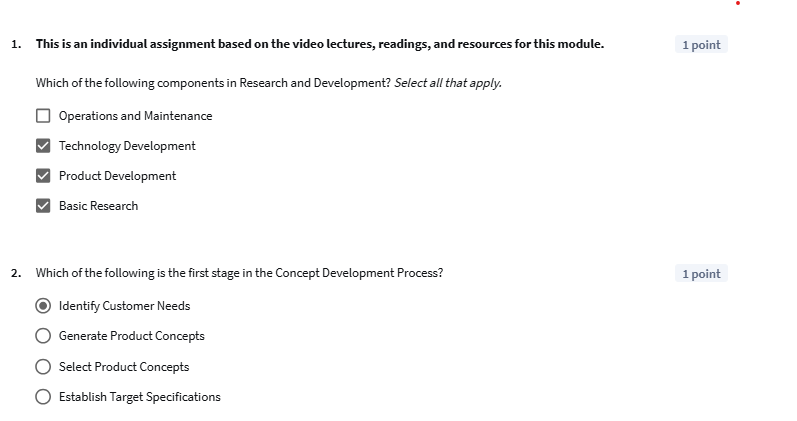 1. This is an individual assignment based on the video lectures, readings, and resources for this module. 1 point
Which of the following components in Research and Development? Select all that apply.
Operations and Maintenance
Technology Development
Product Development
Basic Research
2. Which of the following is the first stage in the Concept Development Process? 1 point
Identify Customer Needs
Generate Product Concepts
Select Product Concepts
Establish Target Specifications